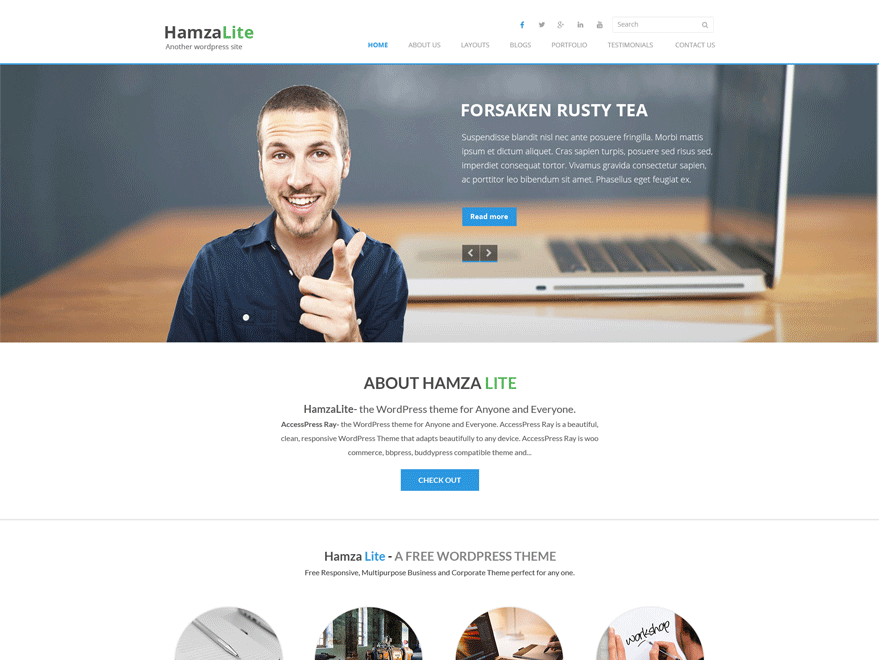 HamzaLite
Another wordpress site
Search
HOME ABOUT US LAYOUTS BLOGS PORTFOLIO TESTIMONIALS CONTACT US
FORSAKEN RUSTY TEA
Suspendisse blandit nisl nec ante posuere fringilla. Morbi mattis
ipsum et dictum aliquet. Cras sapien turpis, posuere sed risus sed,
imperdiet consequat tortor. Vivamus gravida consectetur sapien,
ac porttitor leo bibendum sit amet. Phasellus eget feugiat ex.
Read more
ABOUT HAMZA LITE
HamzaLite- the WordPress theme for Anyone and Everyone.
AccessPress Ray- the WordPress theme for Anyone and Everyone. AccessPress Ray is a beautiful,
clean, responsive WordPress Theme that adapts beautifully to any device. AccessPress Ray is woo
commerce, bbpress, buddypress compatible theme and...
CHECK OUT
Hamza Lite - A FREE WORDPRESS THEME
Free Responsive, Multipurpose Business and Corporate Theme perfect for any one.
workshop